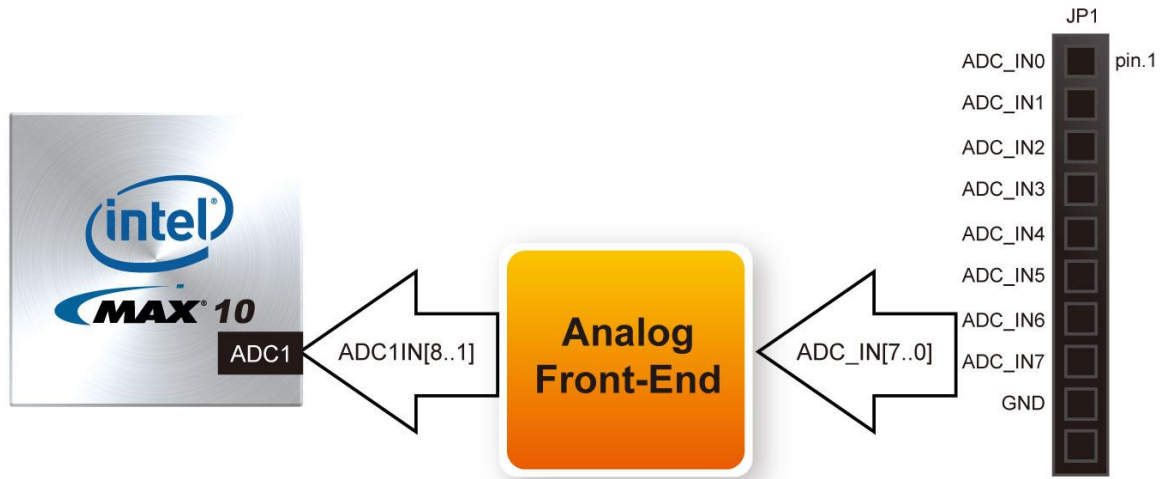 JP1
ADC_IN0
pin.1
ADC_IN1
ADC_IN2
ADC_IN3
ADC_IN4
ADC_IN5
ADC_IN6
ADC_IN7
GND
intel®
MAX® 10
ADC1
ADC1IN[8..1]
Analog
Front-End
ADC_IN[7..0]